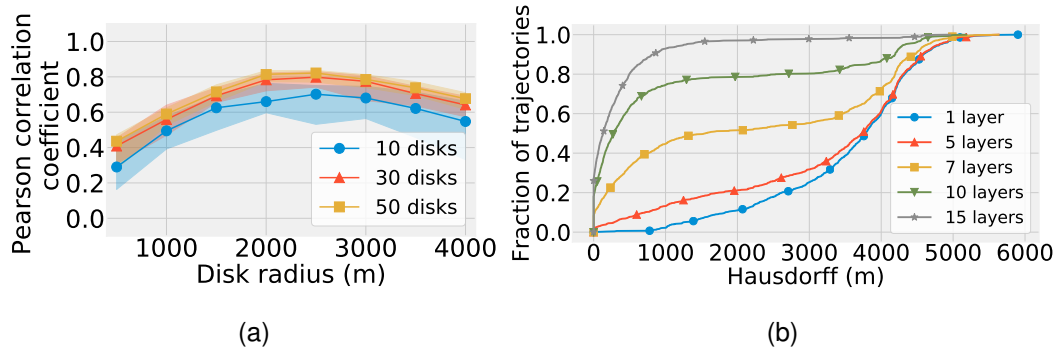 Pearson correlation
coefficient
1.0
0.8
0.6
0.4
0.2
0.0
10 disks
30 disks
50 disks
1000 2000 3000 4000
Disk radius (m)
(a)
Fraction of trajectories
1.0
0.8
0.6
0.4
0.2
0.0
1 layer
5 layers
7 layers
10 layers
15 layers
0 1000 2000 3000 4000 5000 6000
Hausdorff (m)
(b)